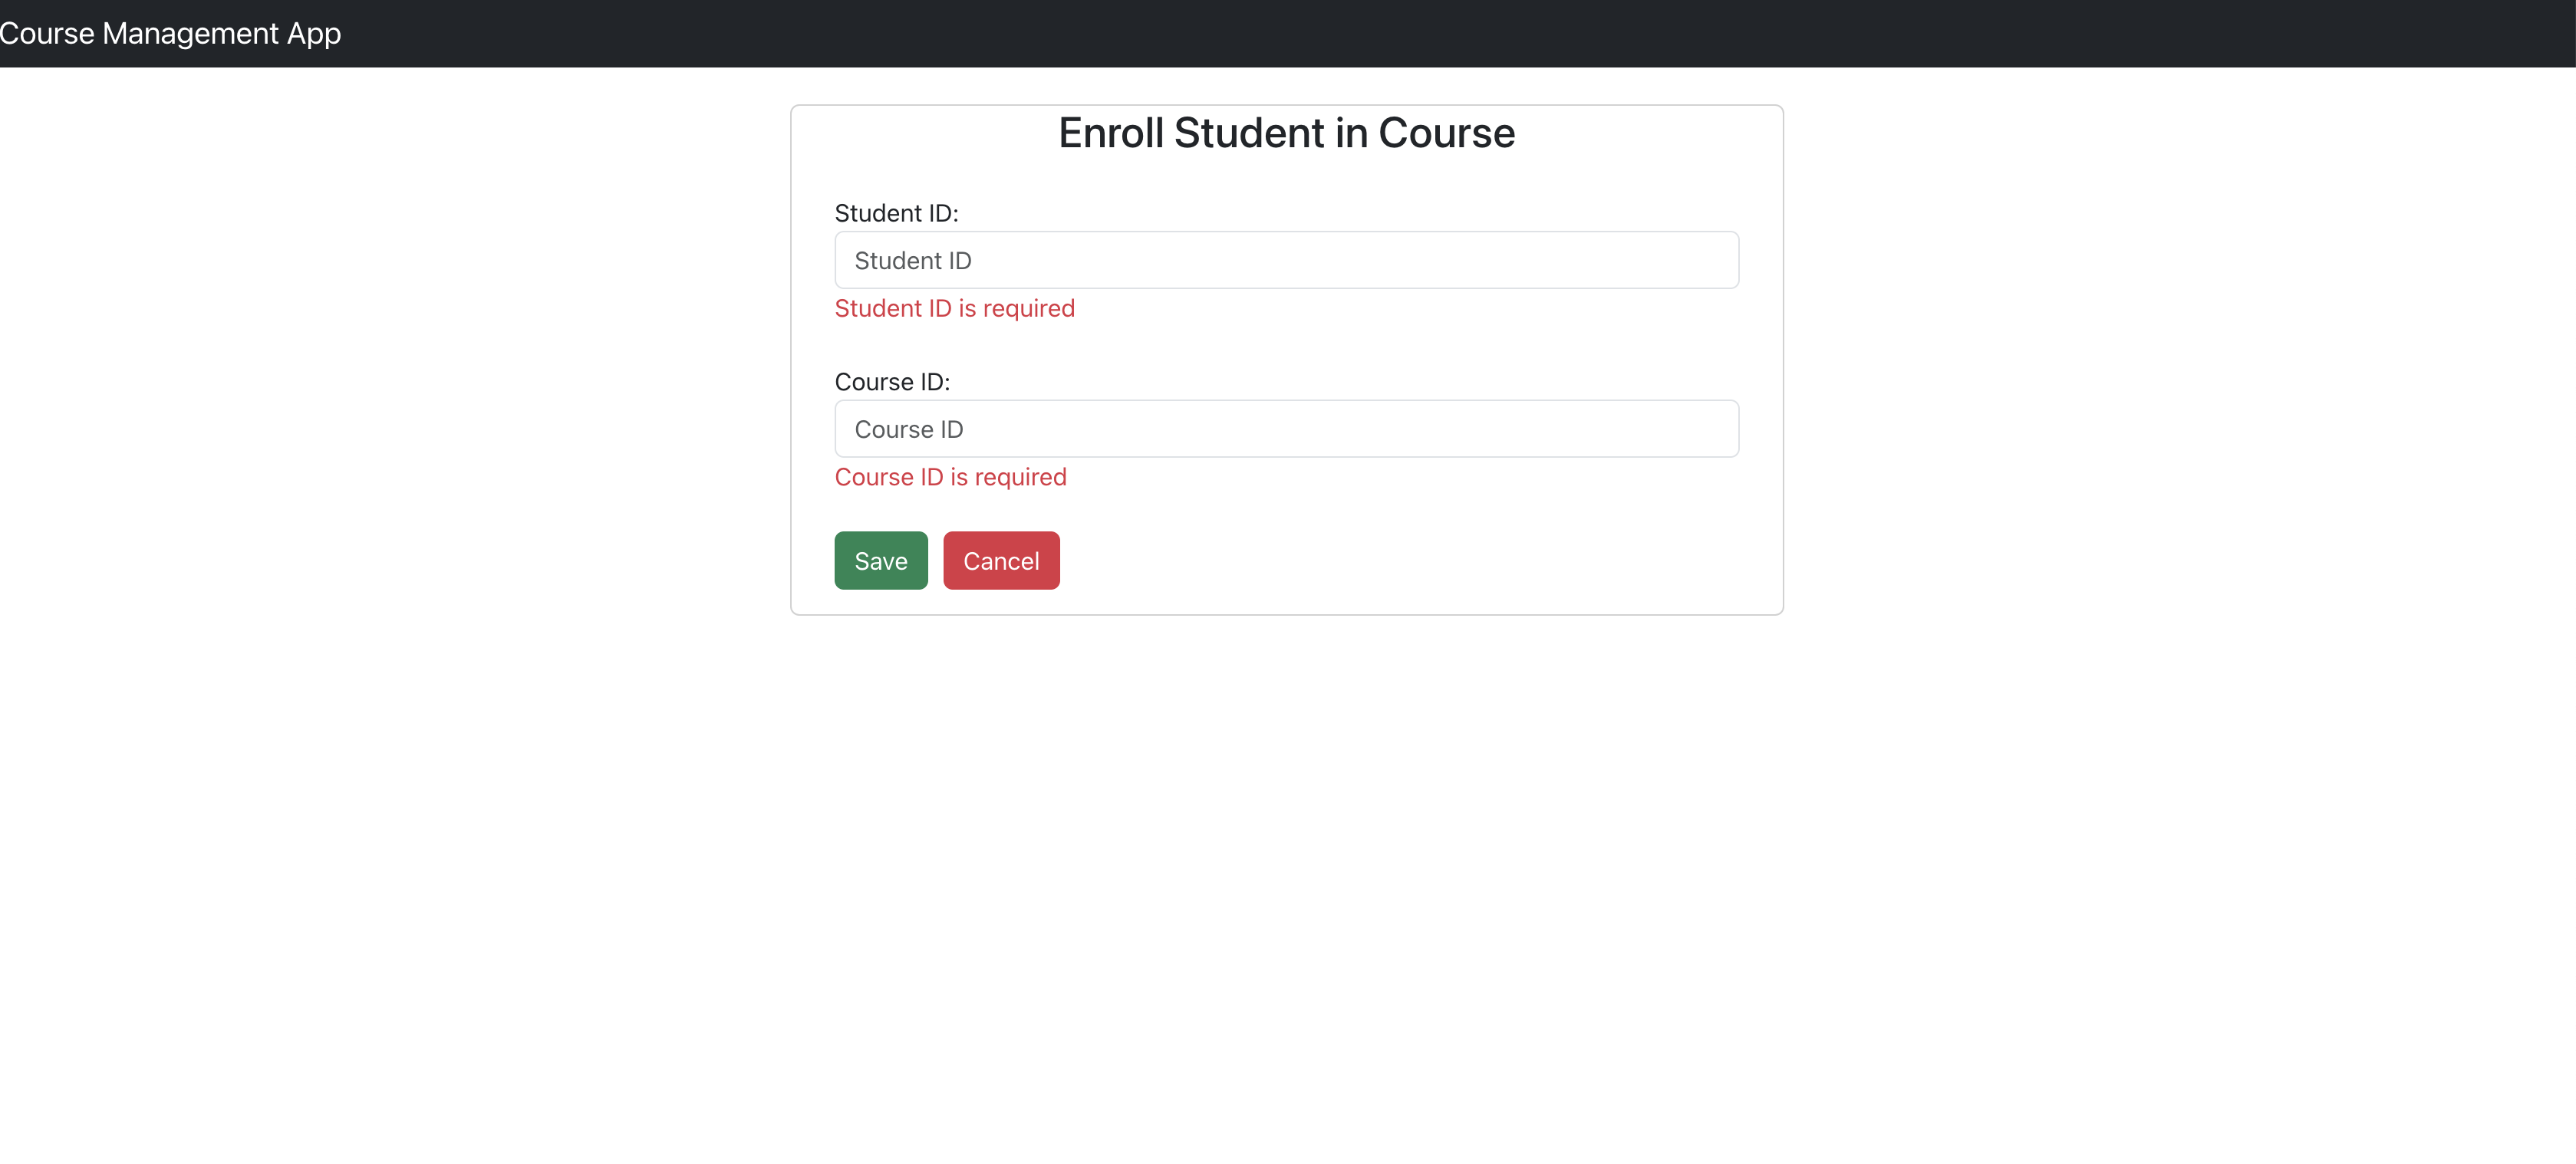 Course Management App
Enroll Student in Course
Student ID:
Student ID
Student ID is required
Course ID:
Course ID
Course ID is required
Save Cancel